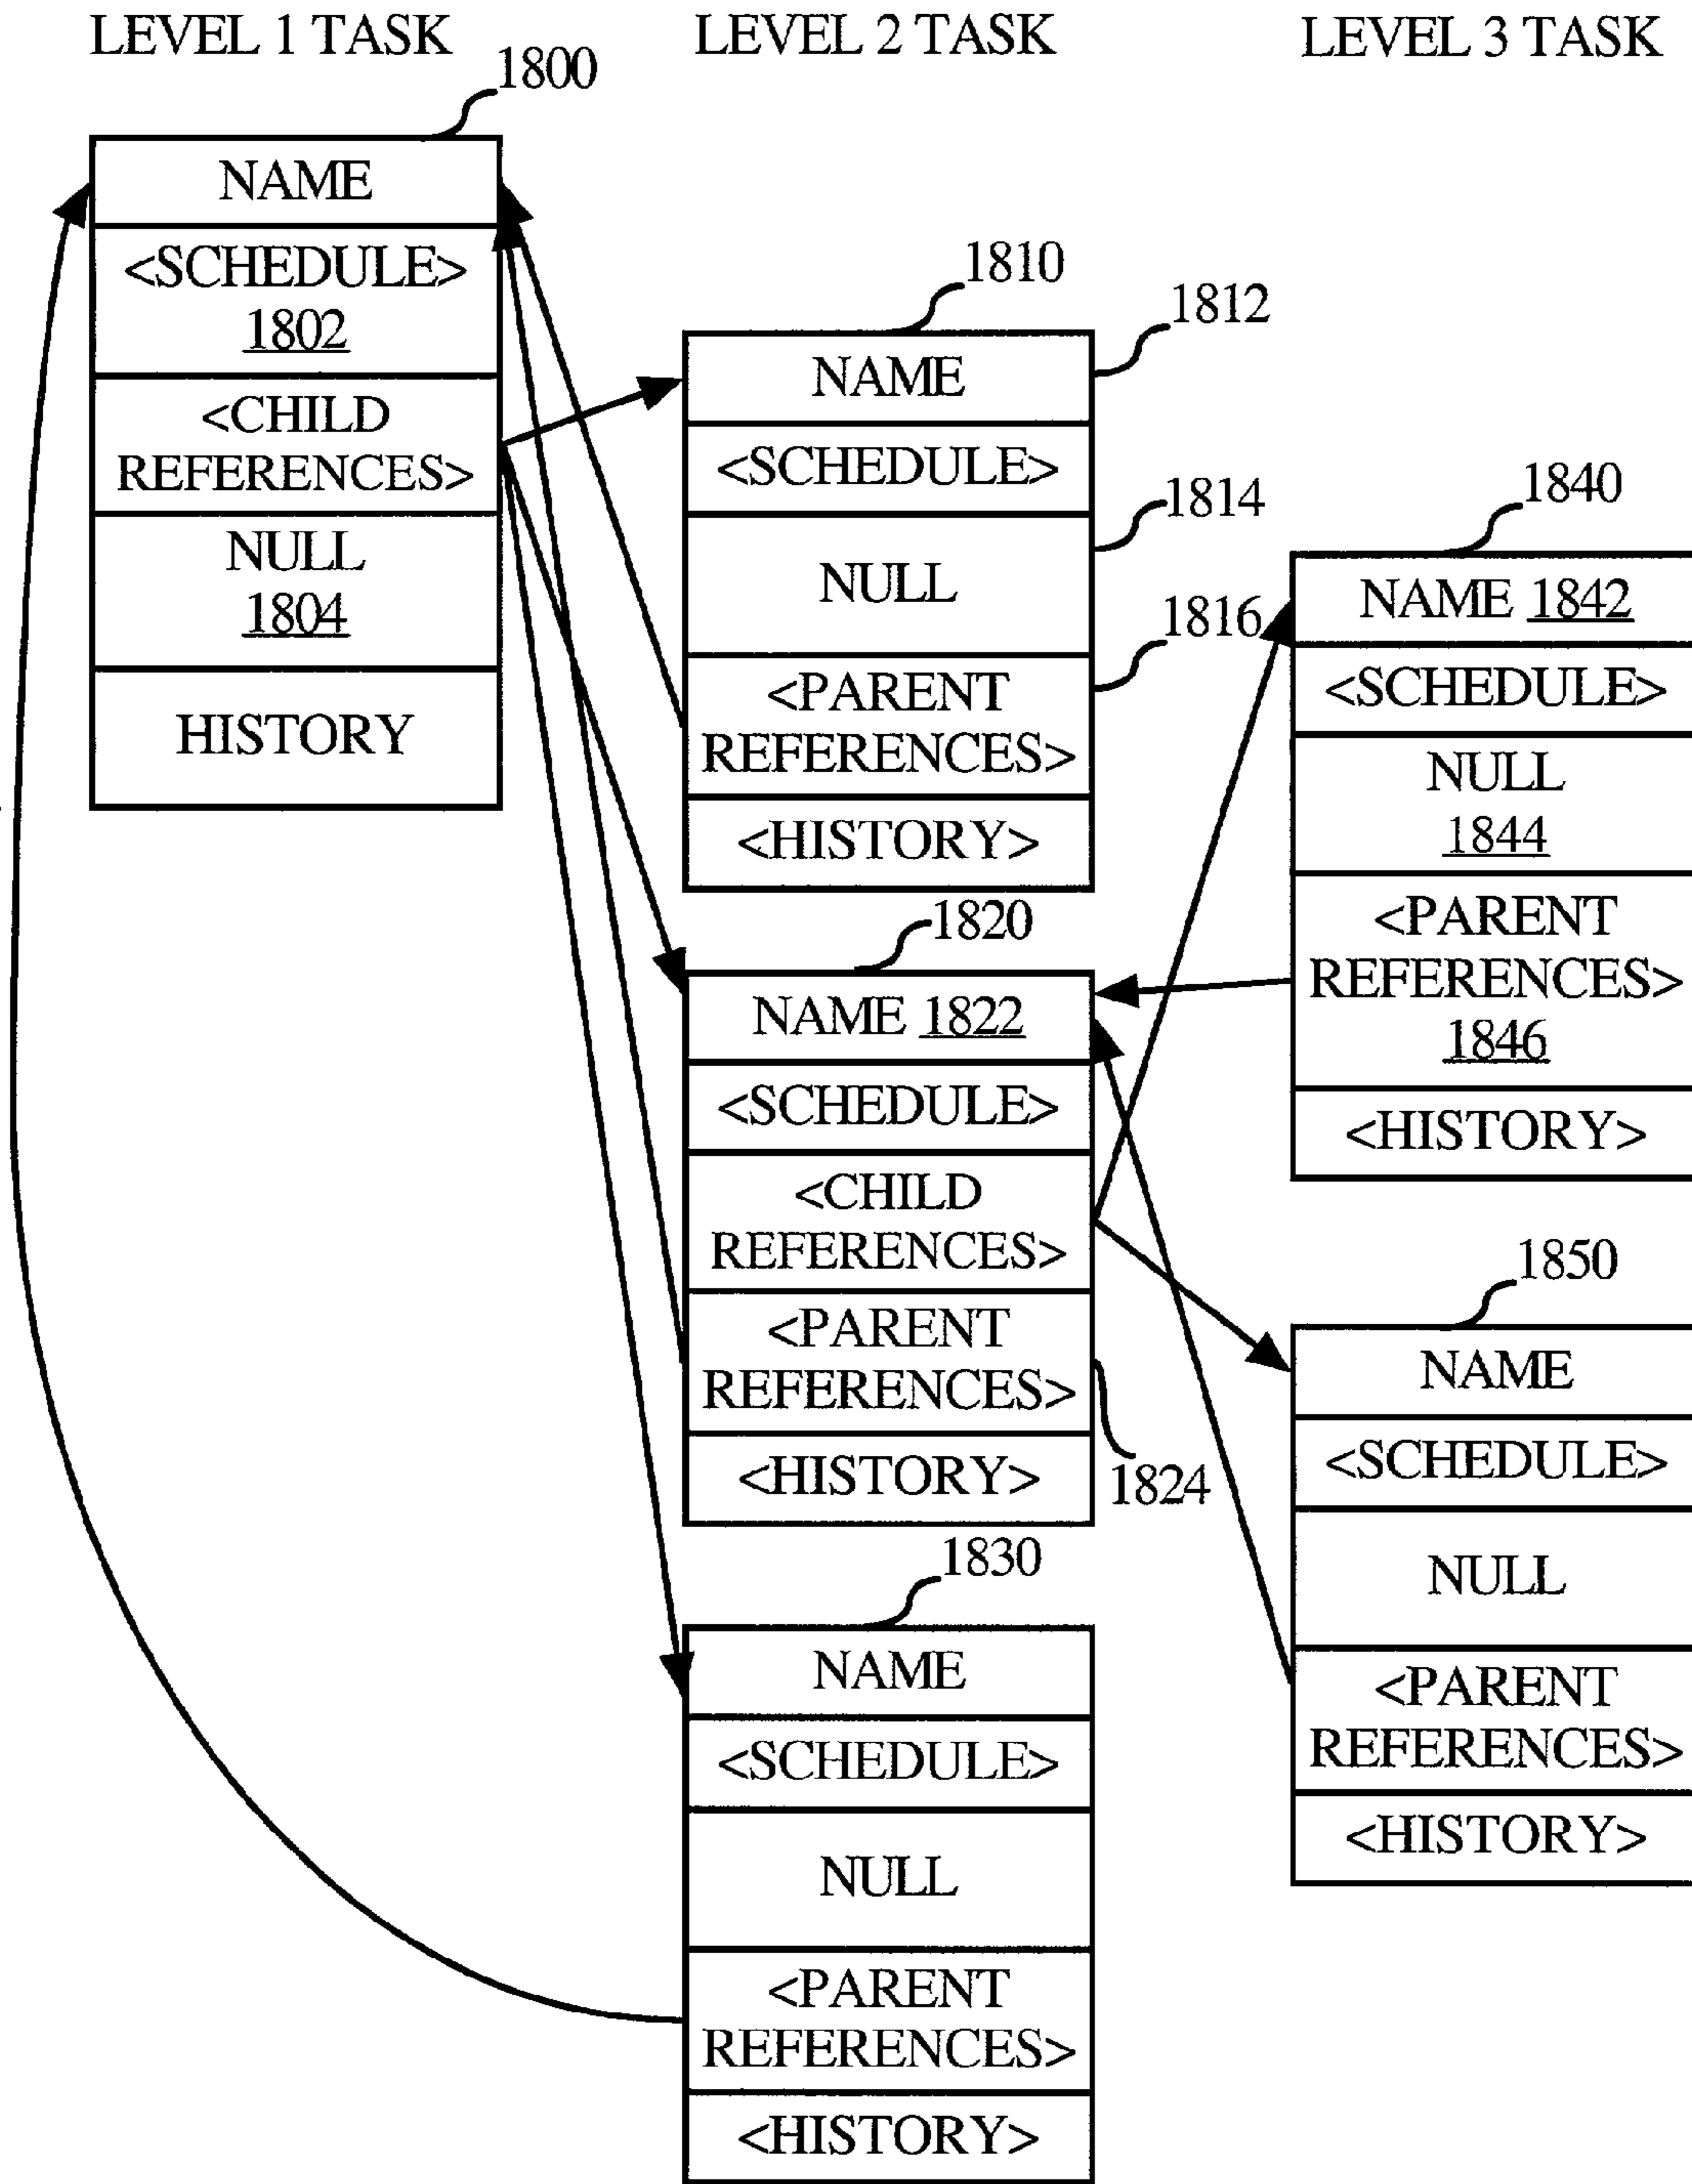 LEVEL 1 TASK
LEVEL 2 TASK
LEVEL 3 TASK
1800
NAME
<SCHEDULE>
1802
<CHILD
REFERENCES>
NULL
1804
HISTORY
1810
1812
NAME
<SCHEDULE>
1814
NULL
1816
<PARENT
REFERENCES>
<HISTORY>
1820
NAME 1822
<SCHEDULE>
<CHILD
REFERENCES>
<PARENT
REFERENCES>
1824
<HISTORY>
1830
NAME
<SCHEDULE>
NULL
<PARENT
REFERENCES>
<HISTORY>
1840
NAME 1842
<SCHEDULE>
NULL
1844
<PARENT
REFERENCES>
1846
<HISTORY>
1850
NAME
<SCHEDULE>
NULL
<PARENT
REFERENCES>
<HISTORY>